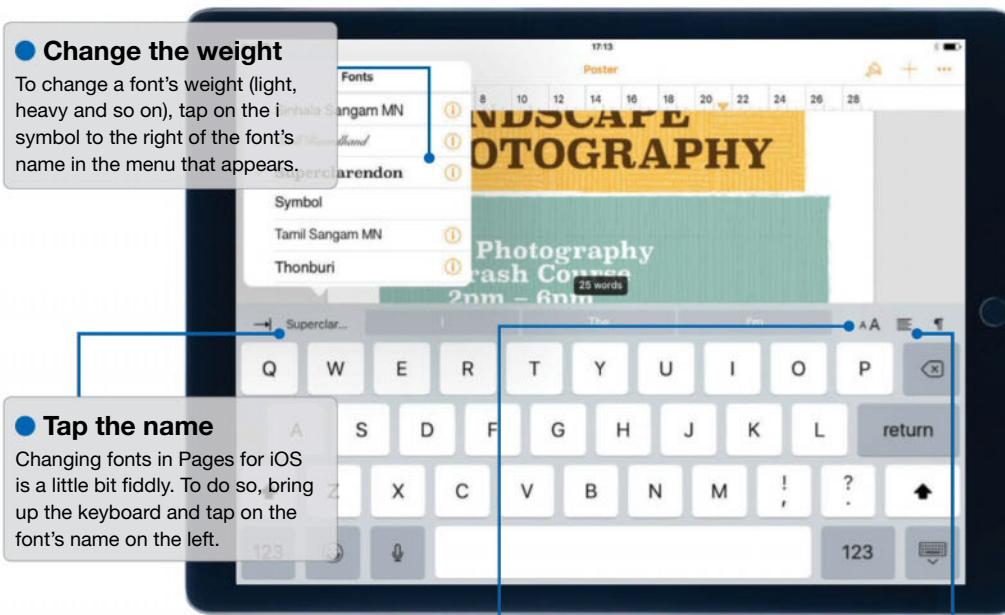 Change the weight
To change a font's weight (light,
heavy and so on), tap on the i
symbol to the right of the font's
name in the menu that appears.
Tap the name
Changing fonts in Pages for iOS
is a little bit fiddly. To do so, bring
up the keyboard and tap on the
font's name on the left.
17:13
Poster
Fonts
8 10 12 14 16 18 20 22 24 26 28
Sinhala Sangam MN
Superclarendon
Symbol
Tamil Sangam MN
Thonburi
NDSCAPE
OTOGRAPHY
Photography
rash Course
2pm – 6pm
25 words
Superclar...
I The I'm
AA
Q W E R T Y U I O P
A S D F G H J K L return
Z X C V B N M ! , ? .
123 123